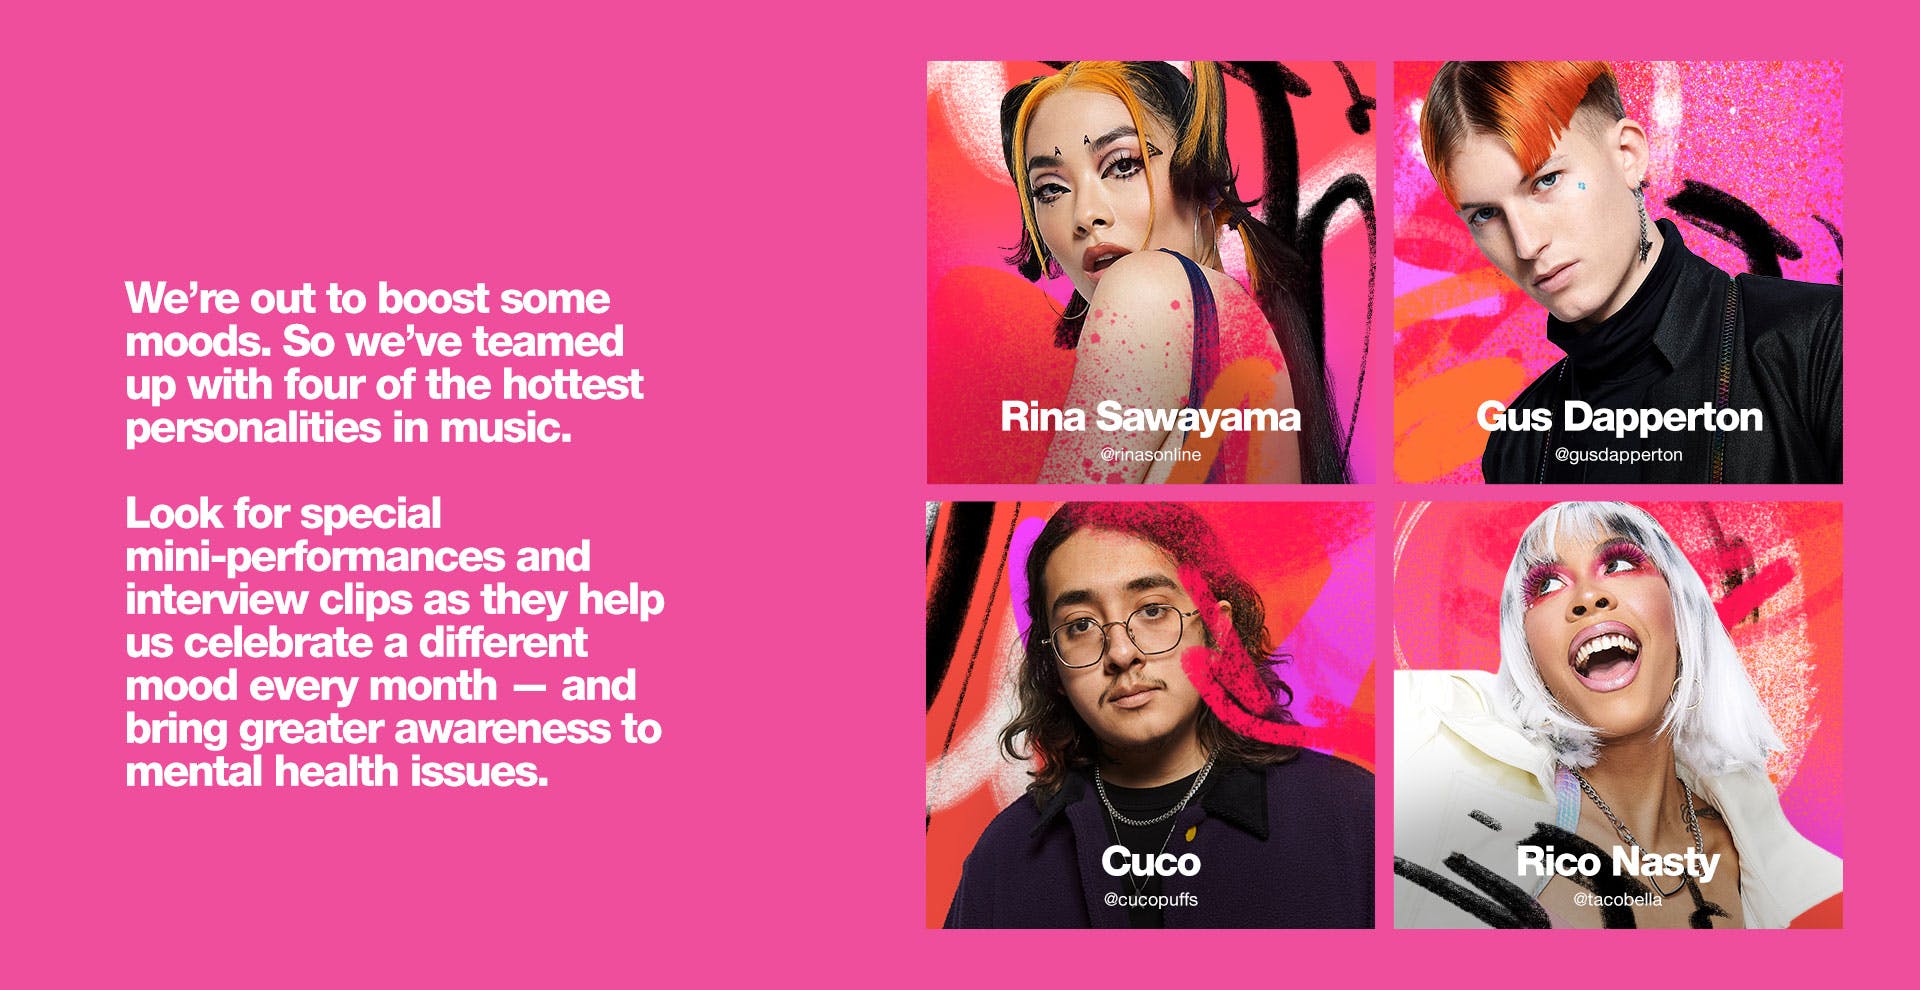 We’re out to boost some
moods. So we’ve teamed
up with four of the hottest
personalities in music.
Look for special
mini-performances and
interview clips as they help
us celebrate a different
mood every month — and
bring greater awareness to
mental health issues.
Rina Sawayama
@rinasonline
Gus Dapperton
@gusdapperton
Cuco
@cucopuffs
Rico Nasty
@tacobella